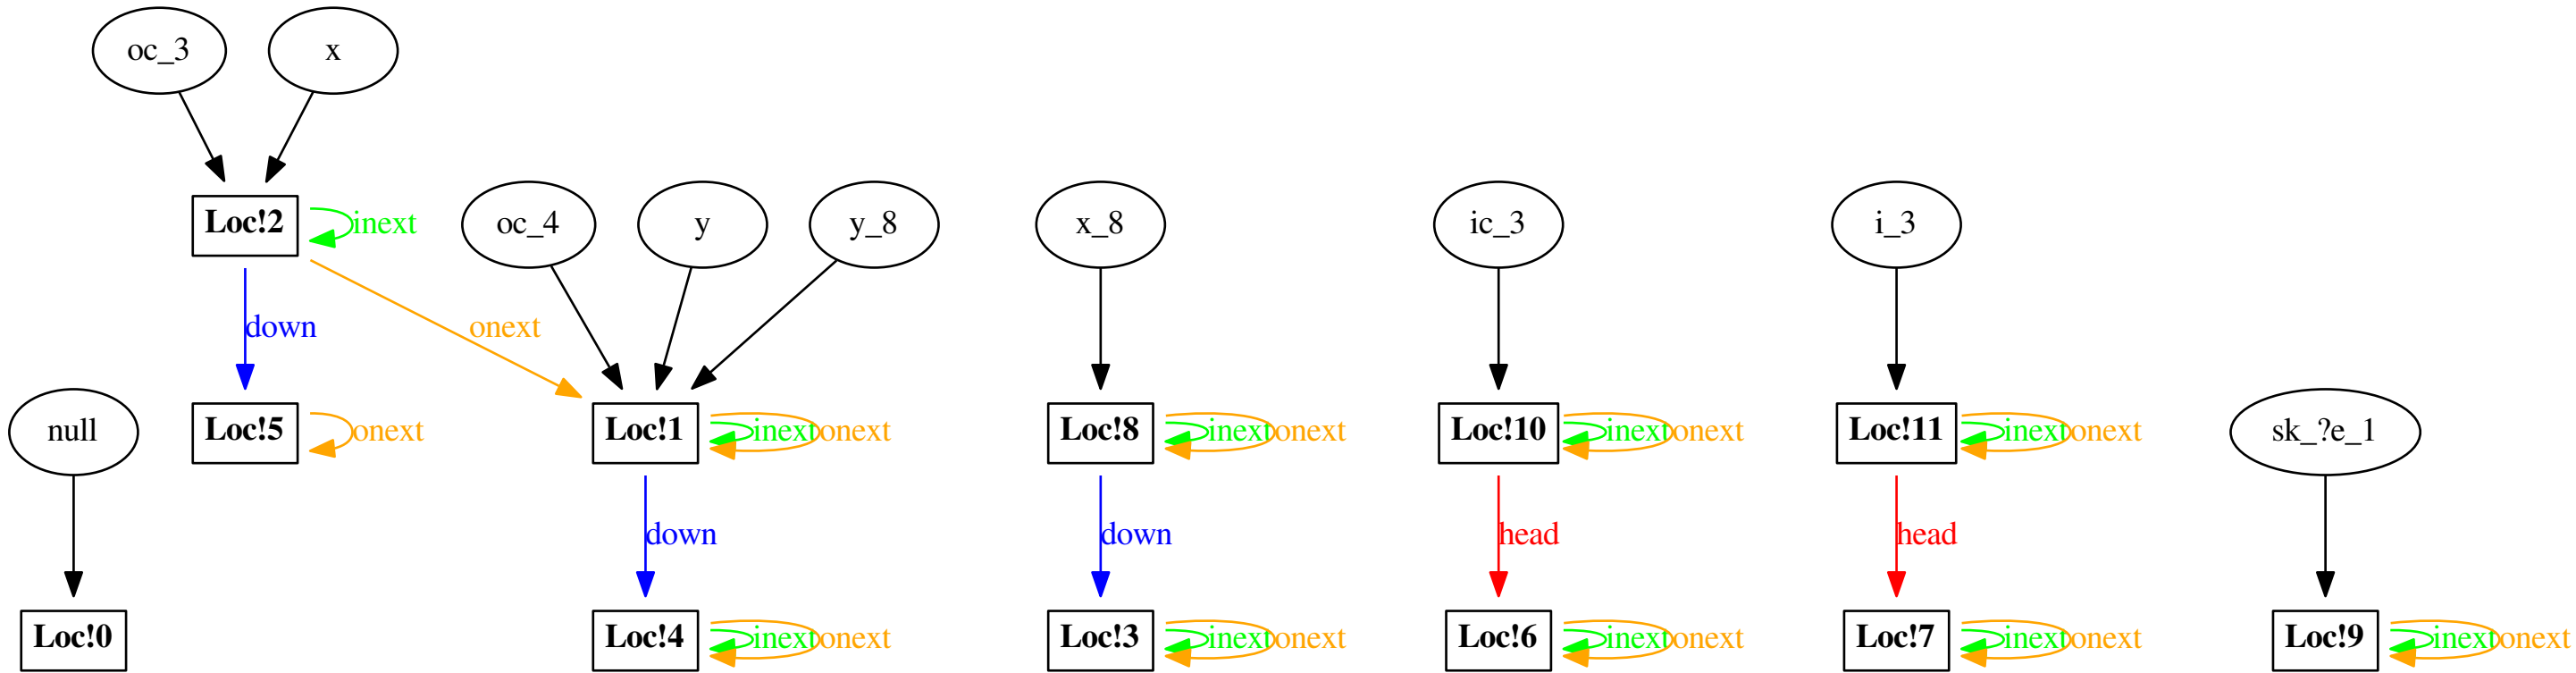 oc_3 x
Loc!2 inext oc_4 y y_8 x_8 ic_3 i_3
down onext
null Loc!5 onext Loc!1 inext onext Loc!8 inext onext Loc!10 inext onext Loc!11 inext onext sk_?e_1
down down head head
Loc!0 Loc!4 inext onext Loc!3 inext onext Loc!6 inext onext Loc!7 inext onext Loc!9 inext onext